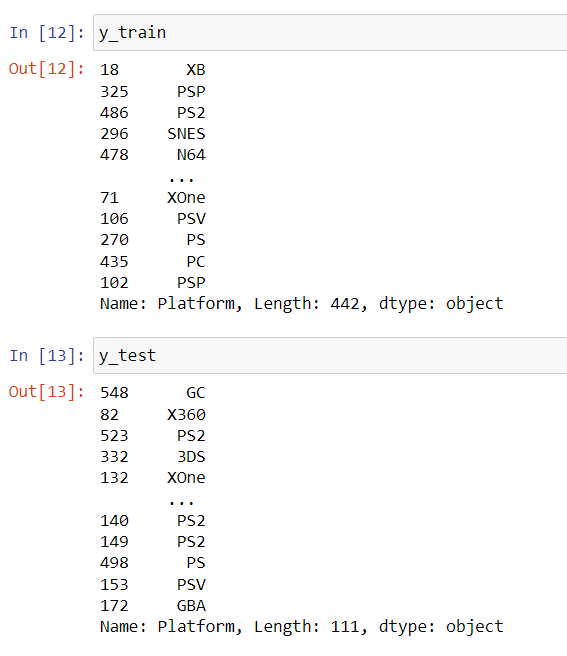 In [12]: y_train
Out[12]: 18 XB
325 PSP
486 PS2
296 SNES
478 N64
...
71 XOne
106 PSV
270 PS
435 PC
102 PSP
Name: Platform, Length: 442, dtype: object
In [13]: y_test
Out[13]: 548 GC
82 X360
523 PS2
332 3DS
132 XOne
...
140 PS2
149 PS2
498 PS
153 PSV
172 GBA
Name: Platform, Length: 111, dtype: object